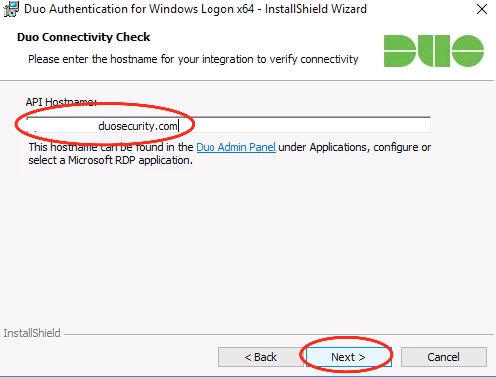 Duo Authentication for Windows Logon x64 - InstallShield Wizard
Duo Connectivity Check
Please enter the hostname for your integration to verify connectivity
DUO
API Hostname:
duosecurity.com
This hostname can be found in the Duo Admin Panel under Applications, configure or
select a Microsoft RDP application.
InstallShield
< Back
Next >
Cancel